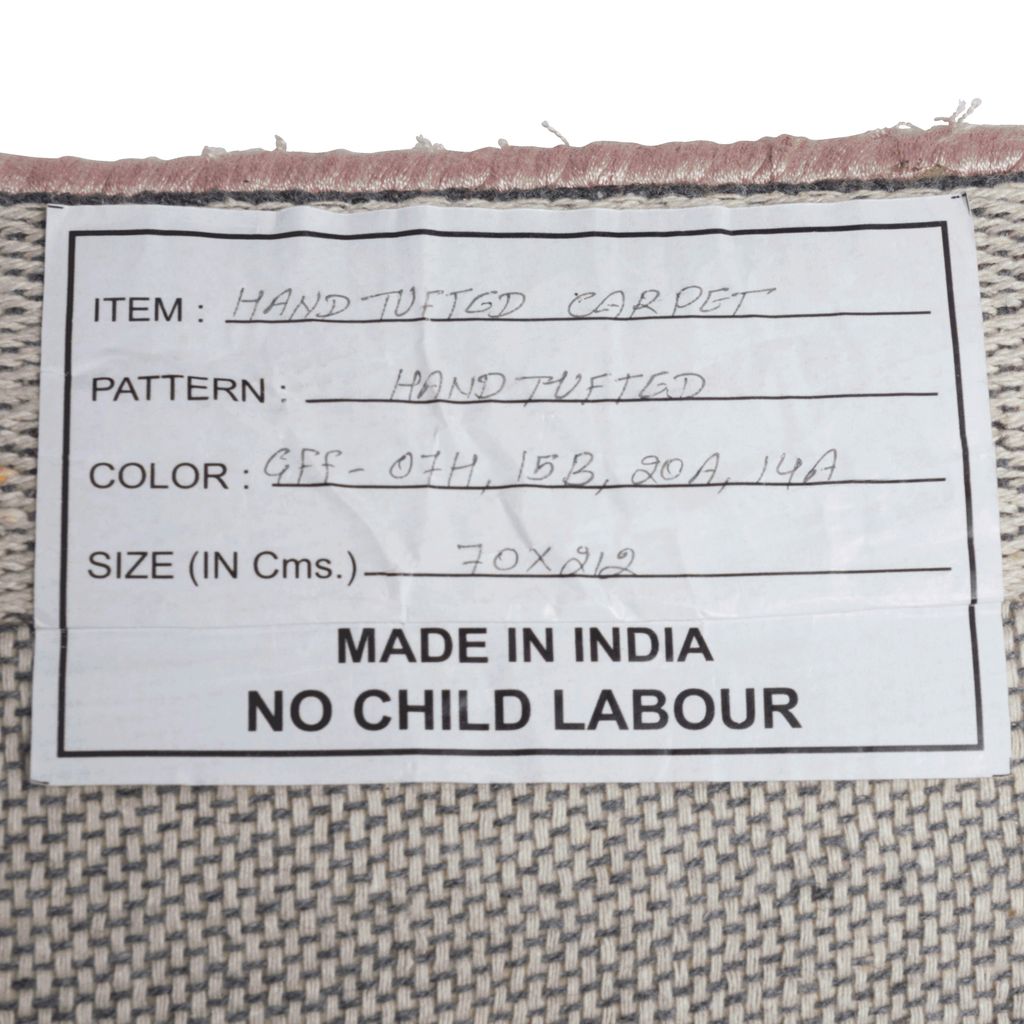 ITEM : HAND TUFTED CARPET
PATTERN : HAND TUFTED
COLOR : GFF- 07H, 15B, 20A, 14A
SIZE (IN Cms.) 70X212
MADE IN INDIA
NO CHILD LABOUR